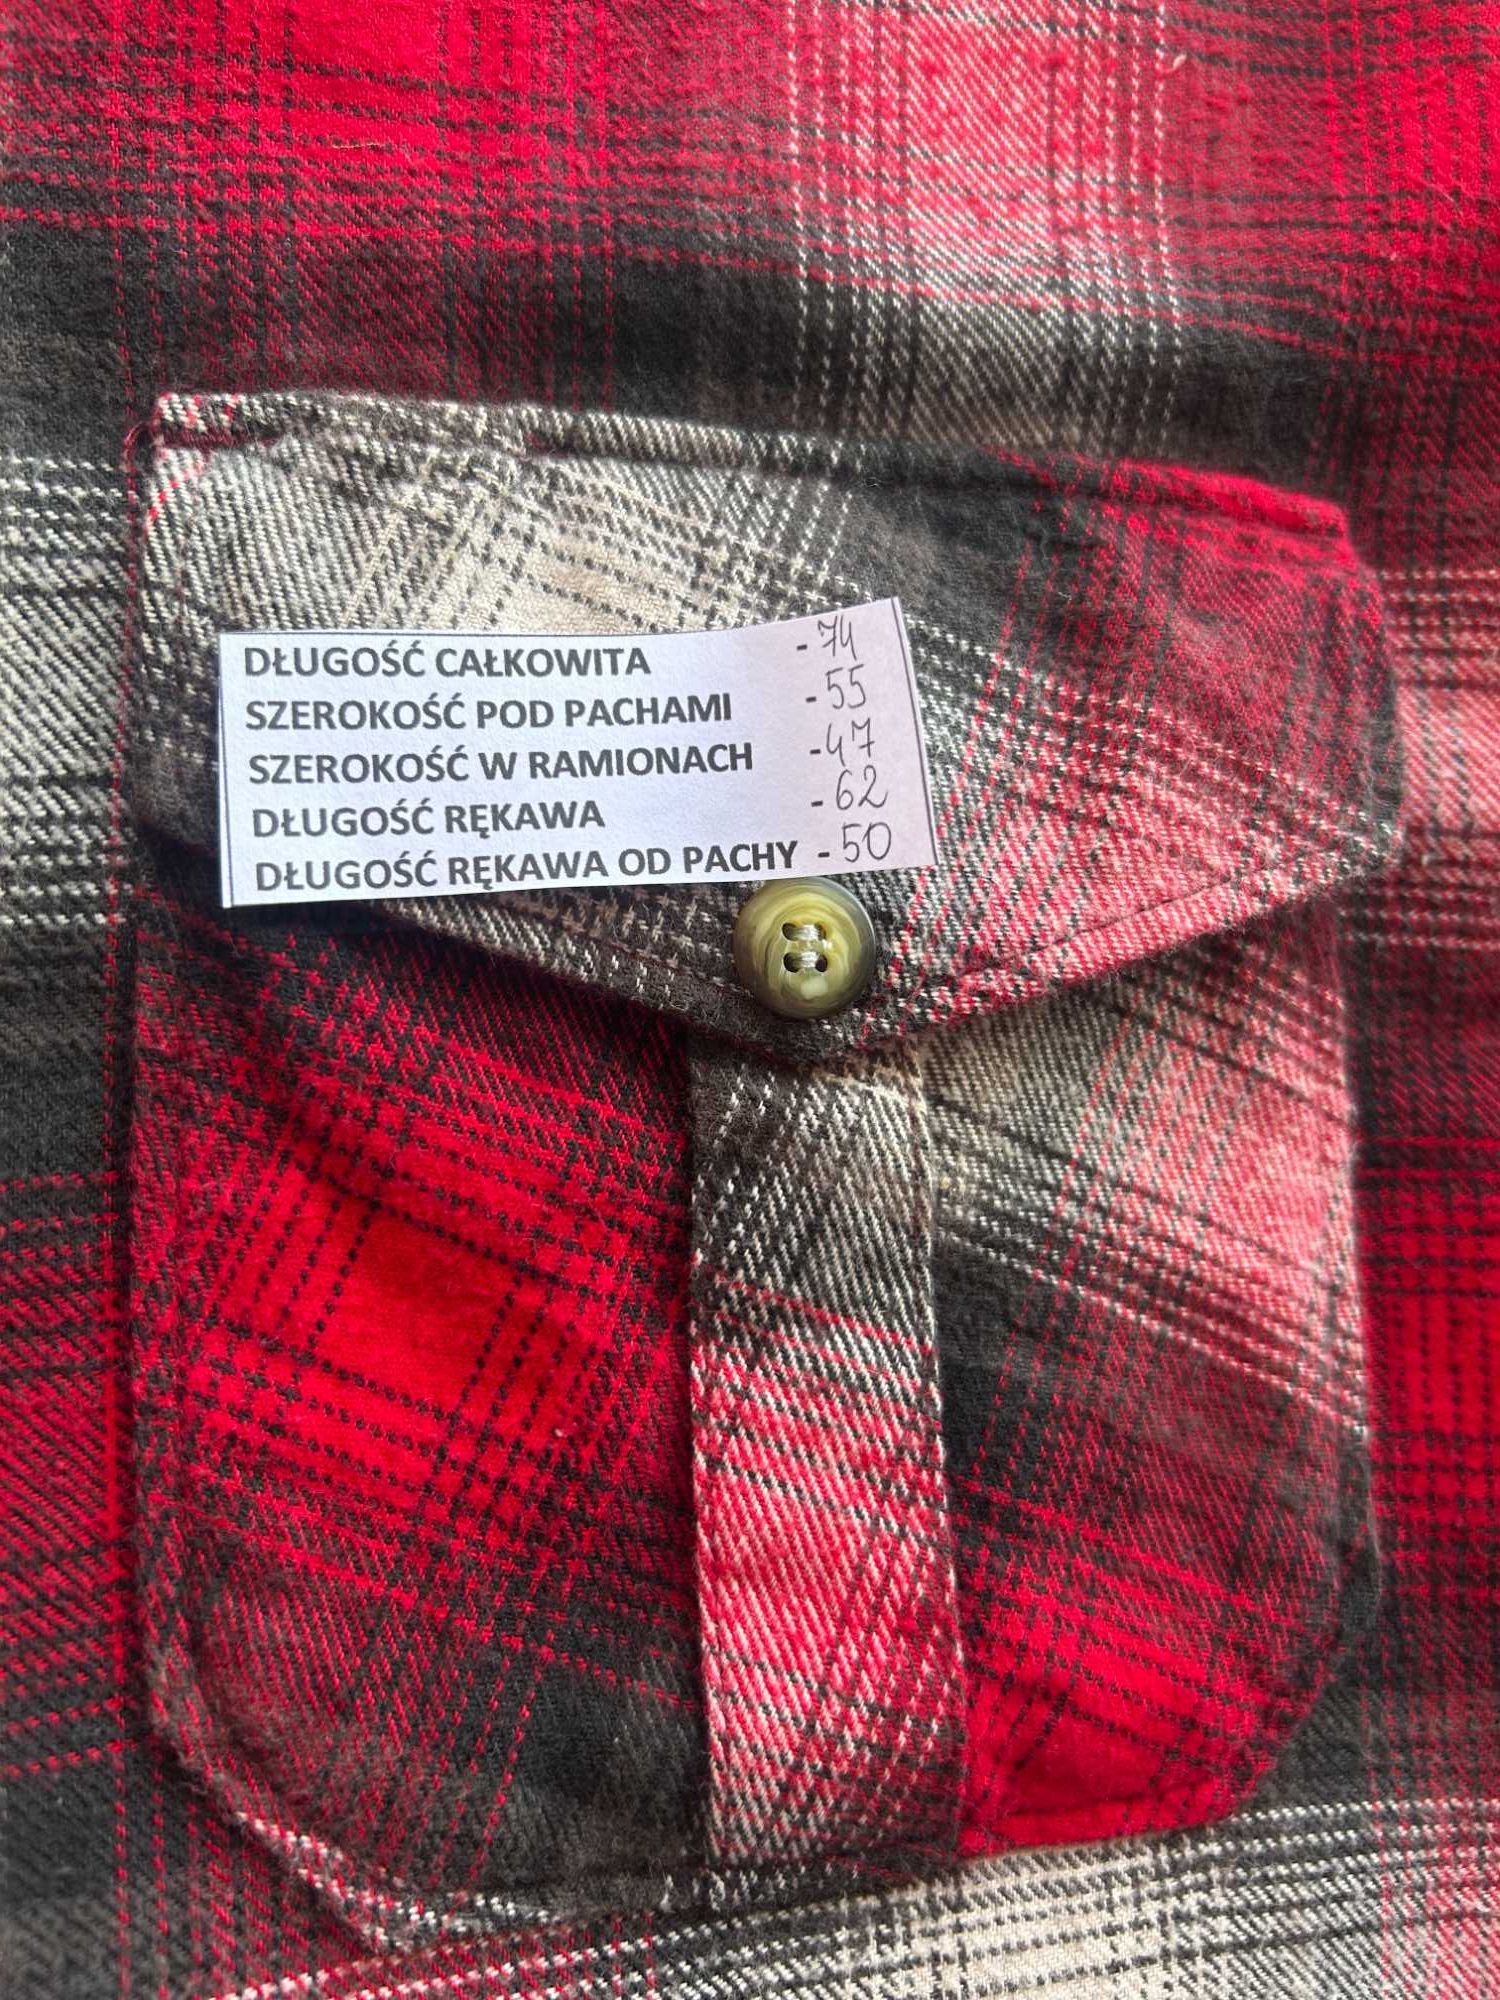 DŁUGOŚĆ CAŁKOWITA - 74
SZEROKOŚĆ POD PACHAMI - 55
SZEROKOŚĆ W RAMIONACH - 47
DŁUGOŚĆ RĘKAWA - 62
DŁUGOŚĆ RĘKAWA OD PACHY - 50